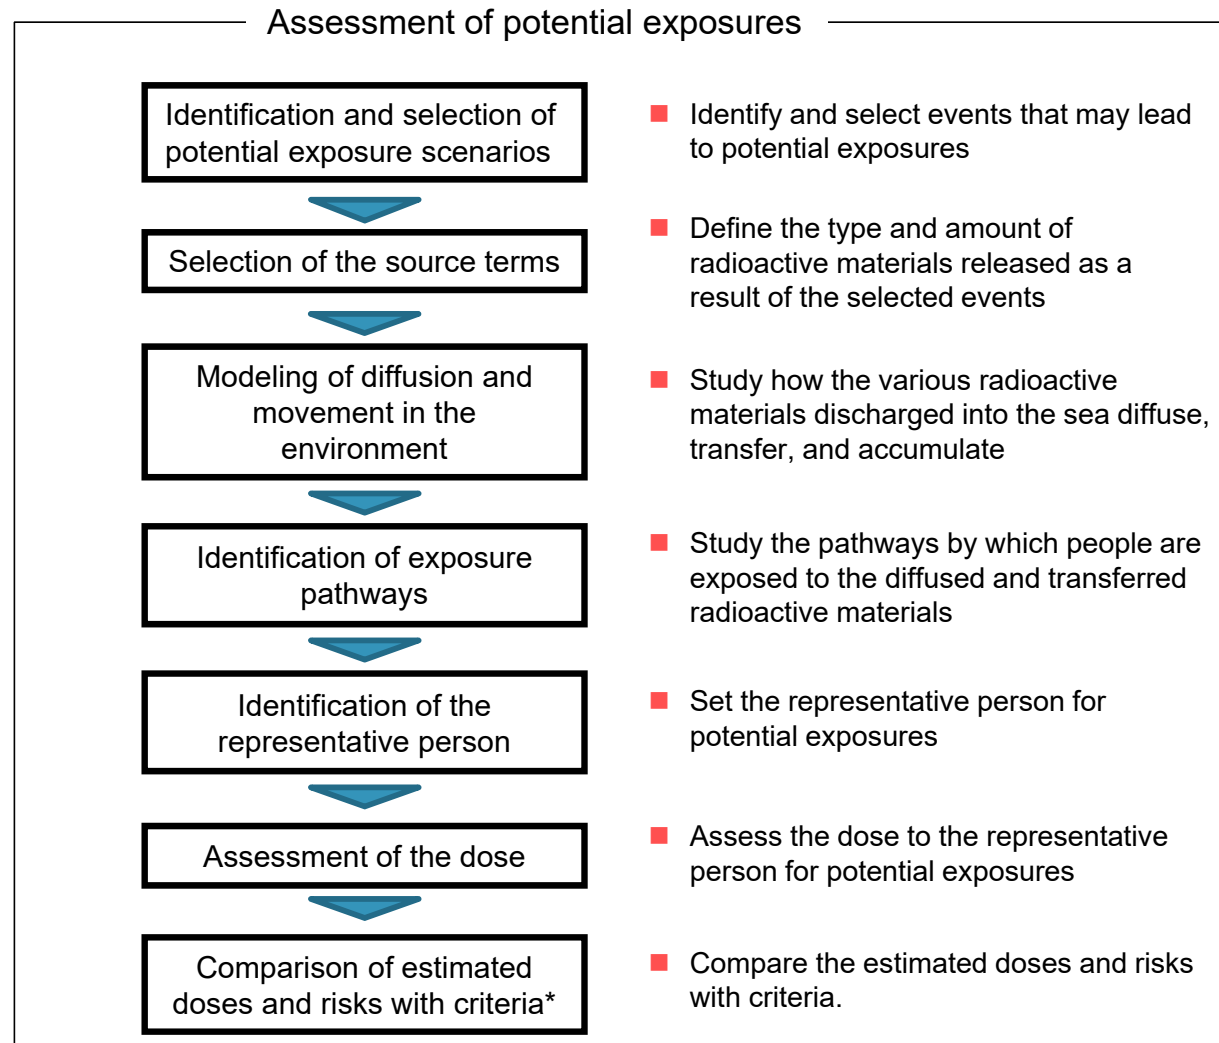 Assessment of potential exposures
Identification and selection of
potential exposure scenarios
Identify and select events that may lead
to potential exposures
Selection of the source terms
Define the type and amount of
radioactive materials released as a
result of the selected events
Modeling of diffusion and
movement in the
environment
Study how the various radioactive
materials discharged into the sea diffuse,
transfer, and accumulate
Identification of exposure
pathways
Study the pathways by which people are
exposed to the diffused and transferred
radioactive materials
Identification of the
representative person
Set the representative person for
potential exposures
Assessment of the dose
Assess the dose to the representative
person for potential exposures
Comparison of estimated
doses and risks with criteria*
Compare the estimated doses and risks
with criteria.